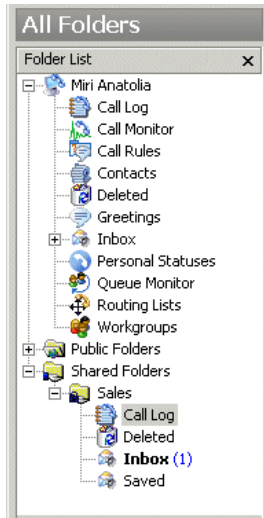 All Folders
Folder List
Miri Anatolia
Call Log
Call Monitor
Call Rules
Contacts
Deleted
Greetings
Inbox
Personal Statuses
Queue Monitor
Routing Lists
Workgroups
Public Folders
Shared Folders
Sales
Call Log
Deleted
Inbox (1)
Saved